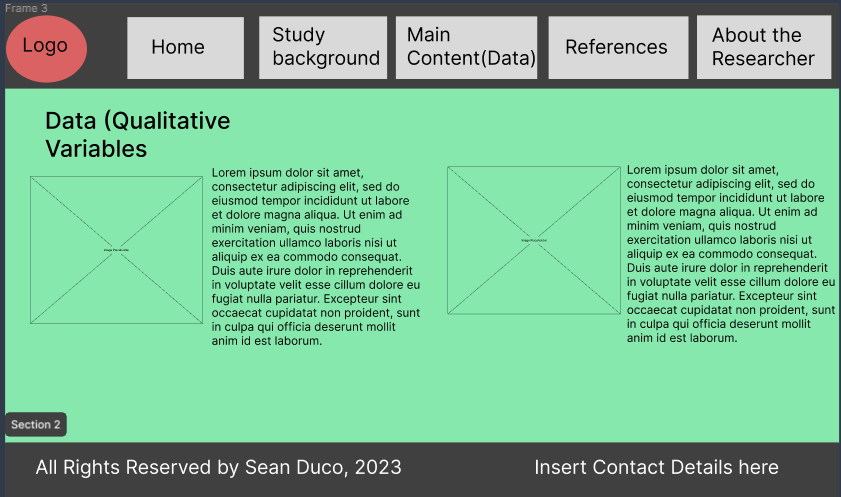 Frame 3
Logo
Home
Study
background
Main
Content(Data)
References
About the
Researcher
Data (Qualitative
Variables
Image Placeholder
Lorem ipsum dolor sit amet,
consectetur adipiscing elit, sed do
eiusmod tempor incididunt ut labore
et dolore magna aliqua. Ut enim ad
minim veniam, quis nostrud
exercitation ullamco laboris nisi ut
aliquip ex ea commodo consequat.
Duis aute irure dolor in reprehenderit
in voluptate velit esse cillum dolore eu
fugiat nulla pariatur. Excepteur sint
occaecat cupidatat non proident, sunt
in culpa qui officia deserunt mollit
anim id est laborum.
Image Placeholder
Lorem ipsum dolor sit amet,
consectetur adipiscing elit, sed do
eiusmod tempor incididunt ut labore
et dolore magna aliqua. Ut enim ad
minim veniam, quis nostrud
exercitation ullamco laboris nisi ut
aliquip ex ea commodo consequat.
Duis aute irure dolor in reprehenderit
in voluptate velit esse cillum dolore eu
fugiat nulla pariatur. Excepteur sint
occaecat cupidatat non proident, sunt
in culpa qui officia deserunt mollit
anim id est laborum.
Section 2
All Rights Reserved by Sean Duco, 2023
Insert Contact Details here